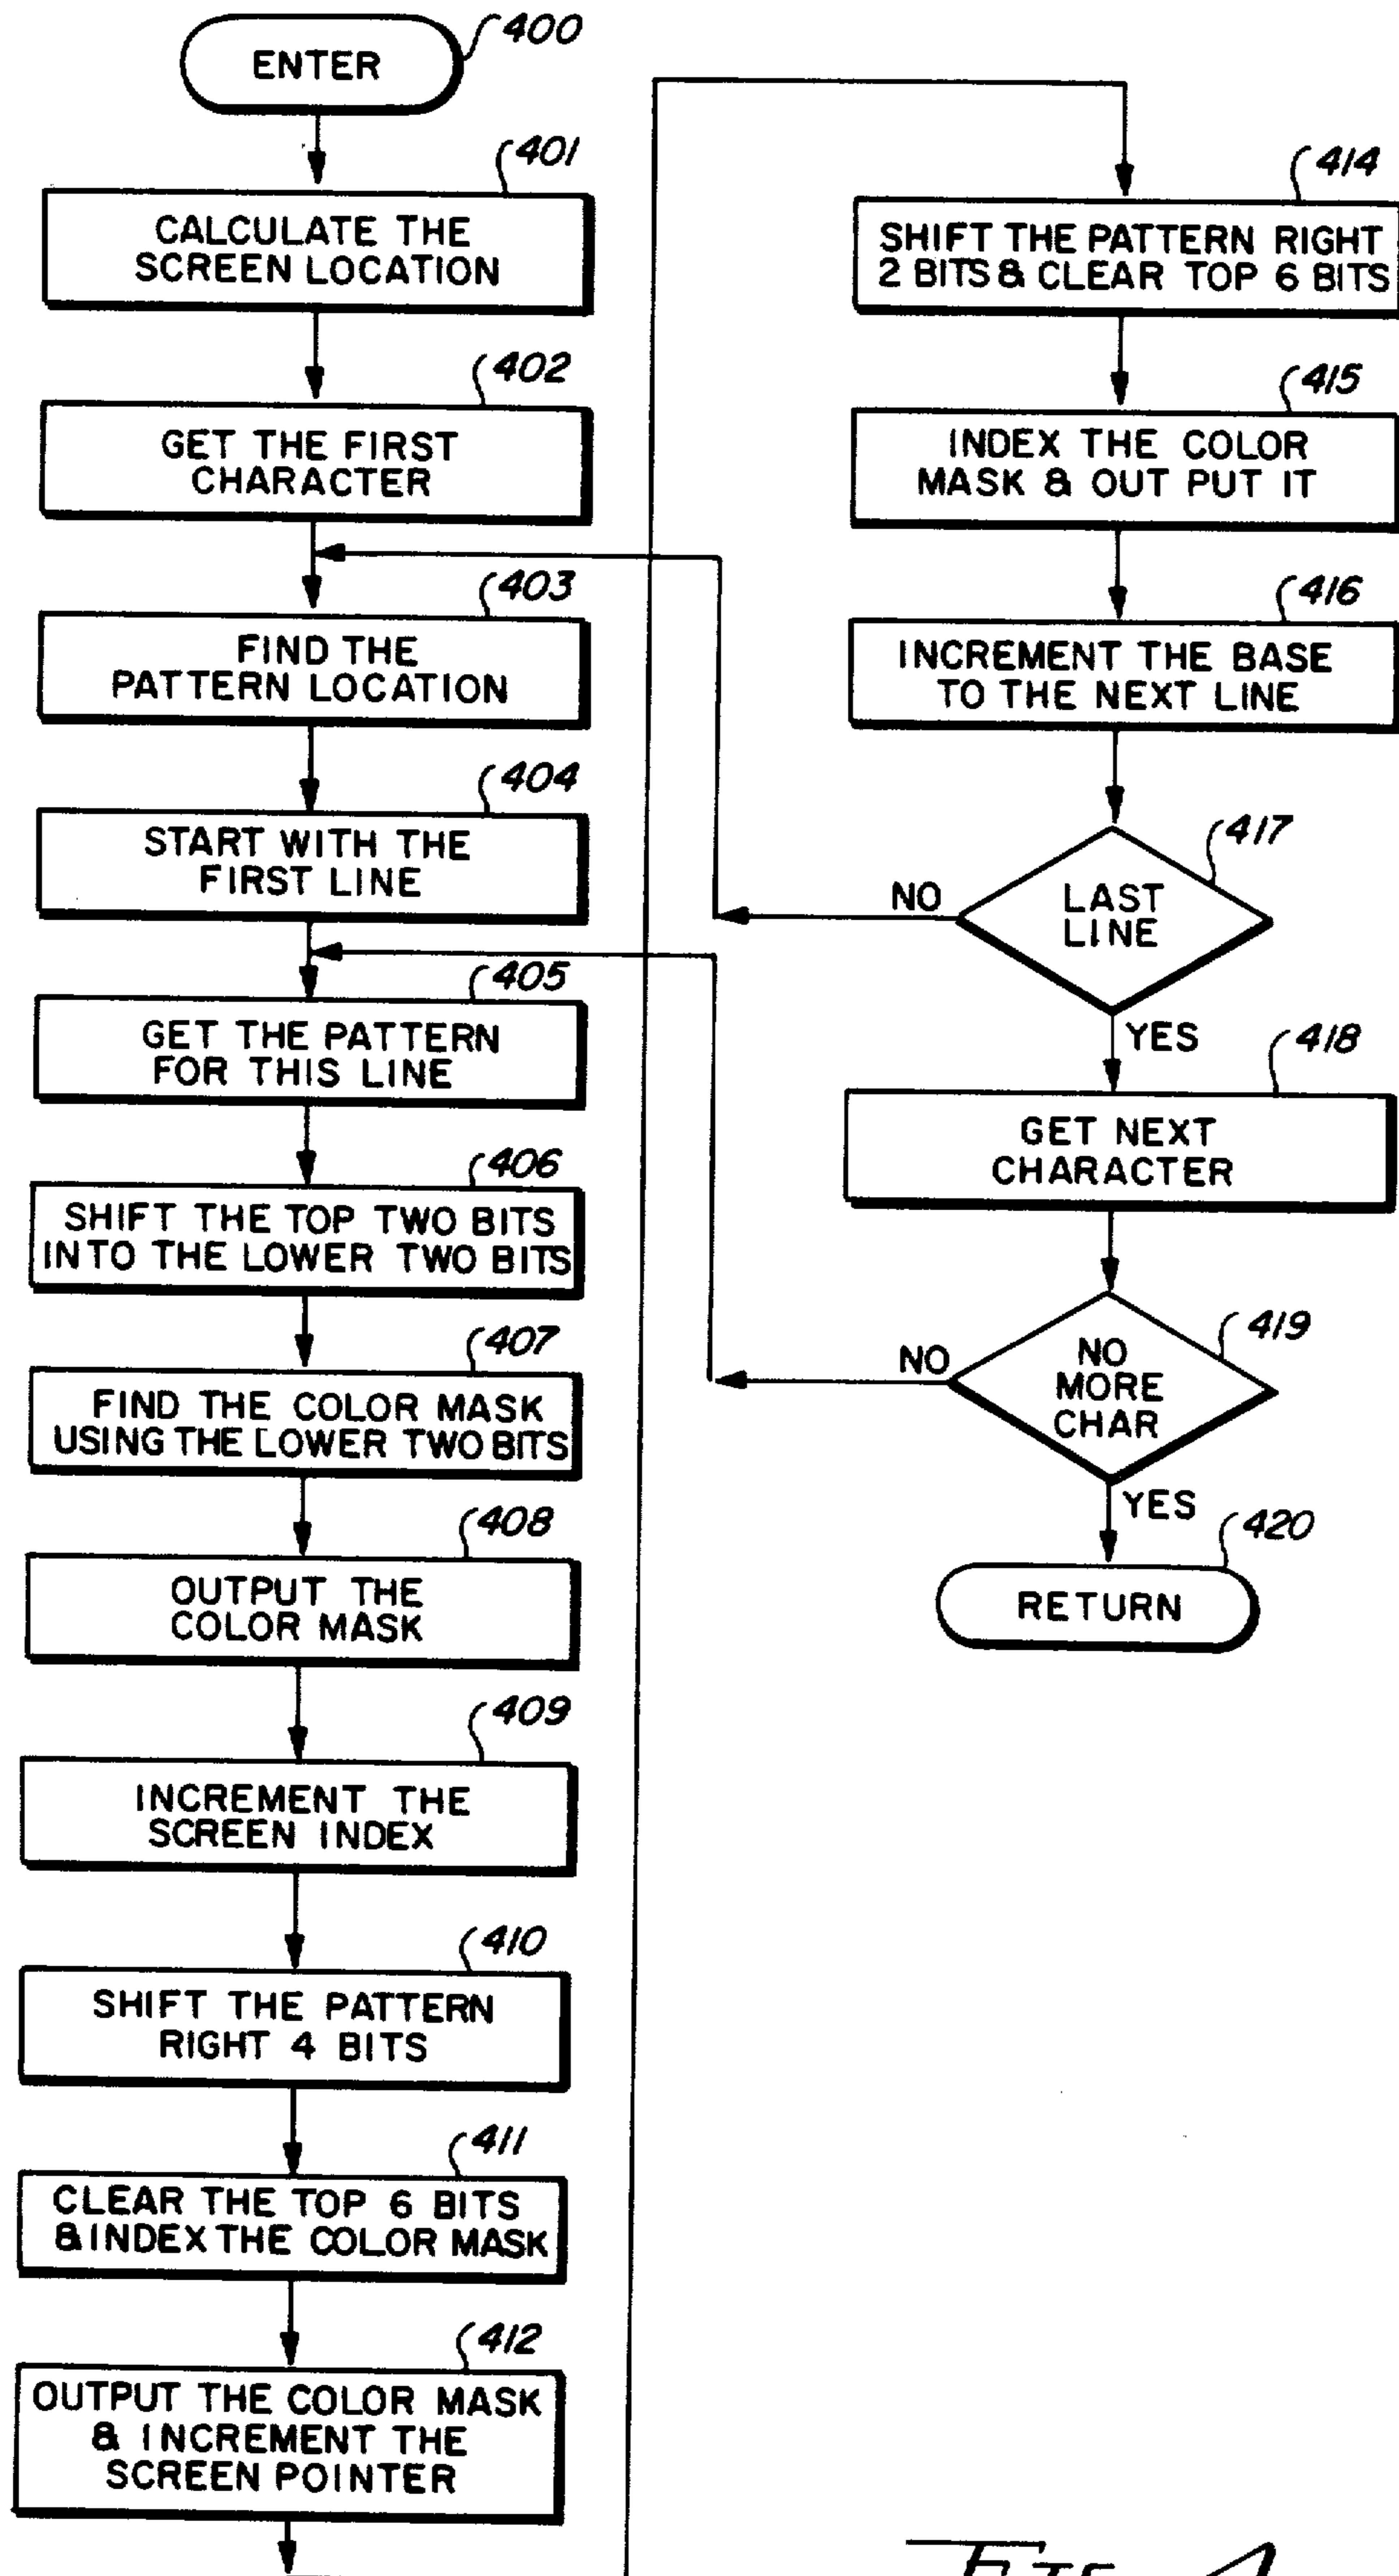 400
ENTER
401
CALCULATE THE
SCREEN LOCATION
402
GET THE FIRST
CHARACTER
403
FIND THE
PATTERN LOCATION
404
START WITH THE
FIRST LINE
405
GET THE PATTERN
FOR THIS LINE
406
SHIFT THE TOP TWO BITS
INTO THE LOWER TWO BITS
407
FIND THE COLOR MASK
USING THE LOWER TWO BITS
408
OUTPUT THE
COLOR MASK
409
INCREMENT THE
SCREEN INDEX
410
SHIFT THE PATTERN
RIGHT 4 BITS
411
CLEAR THE TOP 6 BITS
& INDEX THE COLOR MASK
412
OUTPUT THE COLOR MASK
& INCREMENT THE
SCREEN POINTER
414
SHIFT THE PATTERN RIGHT
2 BITS & CLEAR TOP 6 BITS
415
INDEX THE COLOR
MASK & OUT PUT IT
416
INCREMENT THE BASE
TO THE NEXT LINE
417
NO
LAST
LINE
YES
418
GET NEXT
CHARACTER
419
NO
NO
MORE
CHAR
YES
420
RETURN